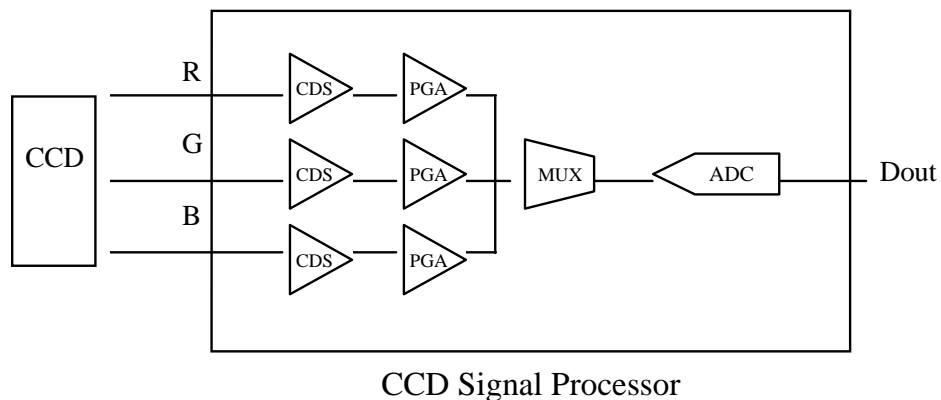 R
CDS
PGA
CCD
G
CDS
PGA
MUX
ADC
Dout
B
CDS
PGA
CCD Signal Processor